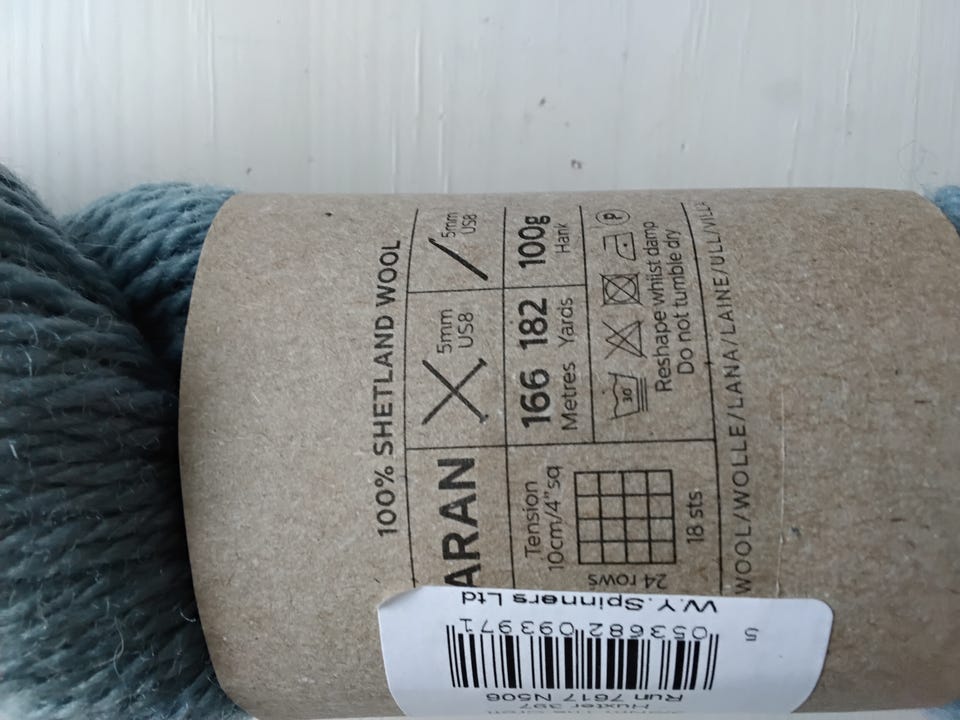 100% SHETLAND WOOL
ARAN
5mm
US8
5mm
US8
Tension
10cm/4"sq
24 rows
18 sts
166 182 100g
Metres Yards Hank
30
P
Reshape whilst damp
Do not tumble dry
WOOL/WOLLE/LANA/LAINE/ULL/VILLA
W.Y.Spinners Ltd
5
053682 093971
Run 7617 N506
Huxter 397